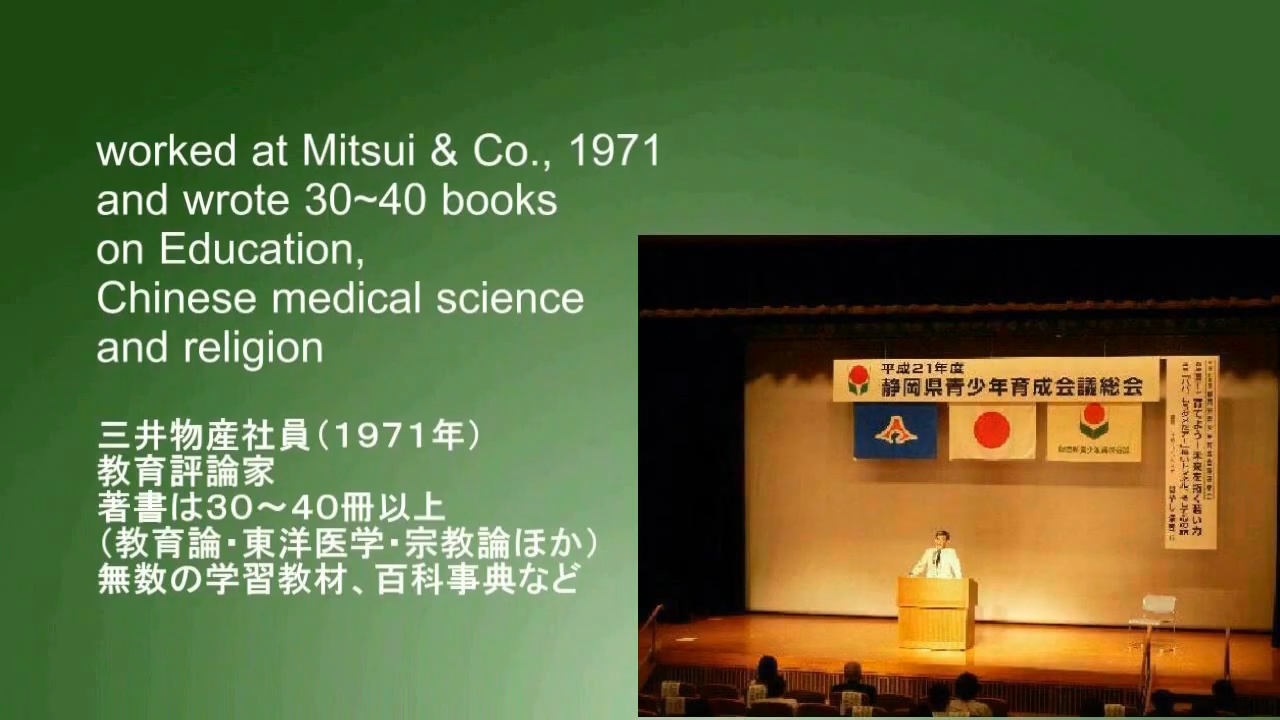 worked at Mitsui & Co., 1971
and wrote 30~40 books
on Education,
Chinese medical science
and religion
三井物産社員（１９７１年）
教育評論家
著書は３０～４０冊以上
（教育論・東洋医学・宗教論ほか）
無数の学習教材、百科事典など
平成21年度
静岡県青少年育成会議総会